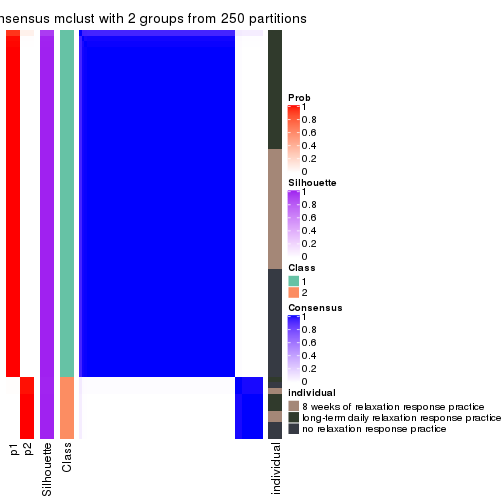 nsensus mclust with 2 groups from 250 partitions
Prob
1
0.8
0.6
0.4
0.2
0
Silhouette
1
0.8
0.6
0.4
0.2
0
Class
1
2
Consensus
1
0.8
0.6
0.4
0.2
0
individual
8 weeks of relaxation response practice
long-term daily relaxation response practice
no relaxation response practice
p1
p2
Silhouette
Class
individual